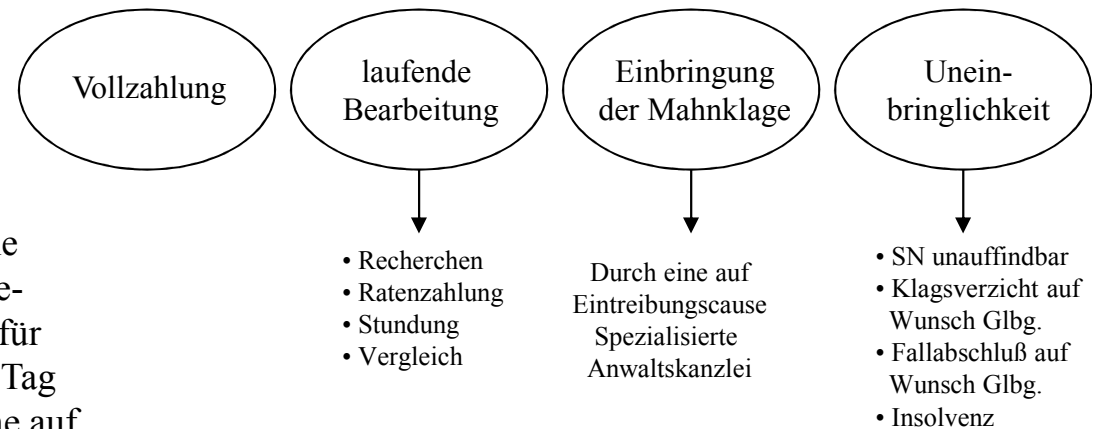 Vollzahlung
laufende
Bearbeitung
Einbringung
der Mahnklage
Unein-
bringlichkeit
• Recherchen
• Ratenzahlung
• Stundung
• Vergleich
Durch eine auf
Eintreibungscause
Spezialisierte
Anwaltskanzlei
• SN unauffindbar
• Klagsverzicht auf
Wunsch Glbg.
• Fallabschluß auf
Wunsch Glbg.
• Insolvenz
für
Tag
auf